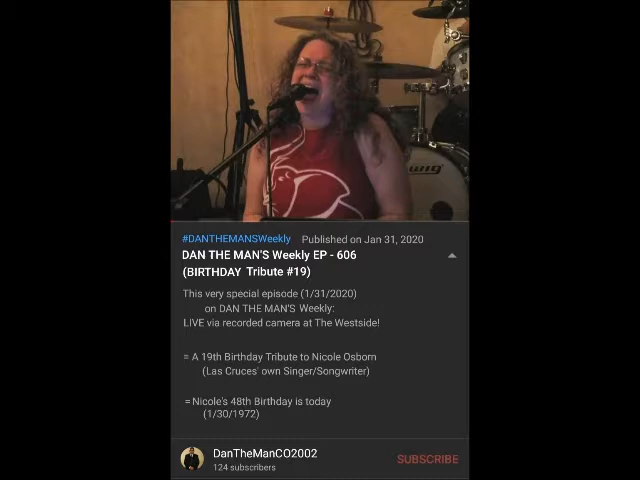 WIG
#DANTHEMANSWeekly Published on Jan 31, 2020
DAN THE MAN'S Weekly EP - 606
(BIRTHDAY Tribute #19)
This very special episode (1/31/2020)
on DAN THE MAN'S Weekly:
LIVE via recorded camera at The Westside!
= A 19th Birthday Tribute to Nicole Osborn
(Las Cruces' own Singer/Songwriter)
= Nicole's 48th Birthday is today
(1/30/1972)
DanTheManCO2002
SUBSCRIBE
124 subscribers